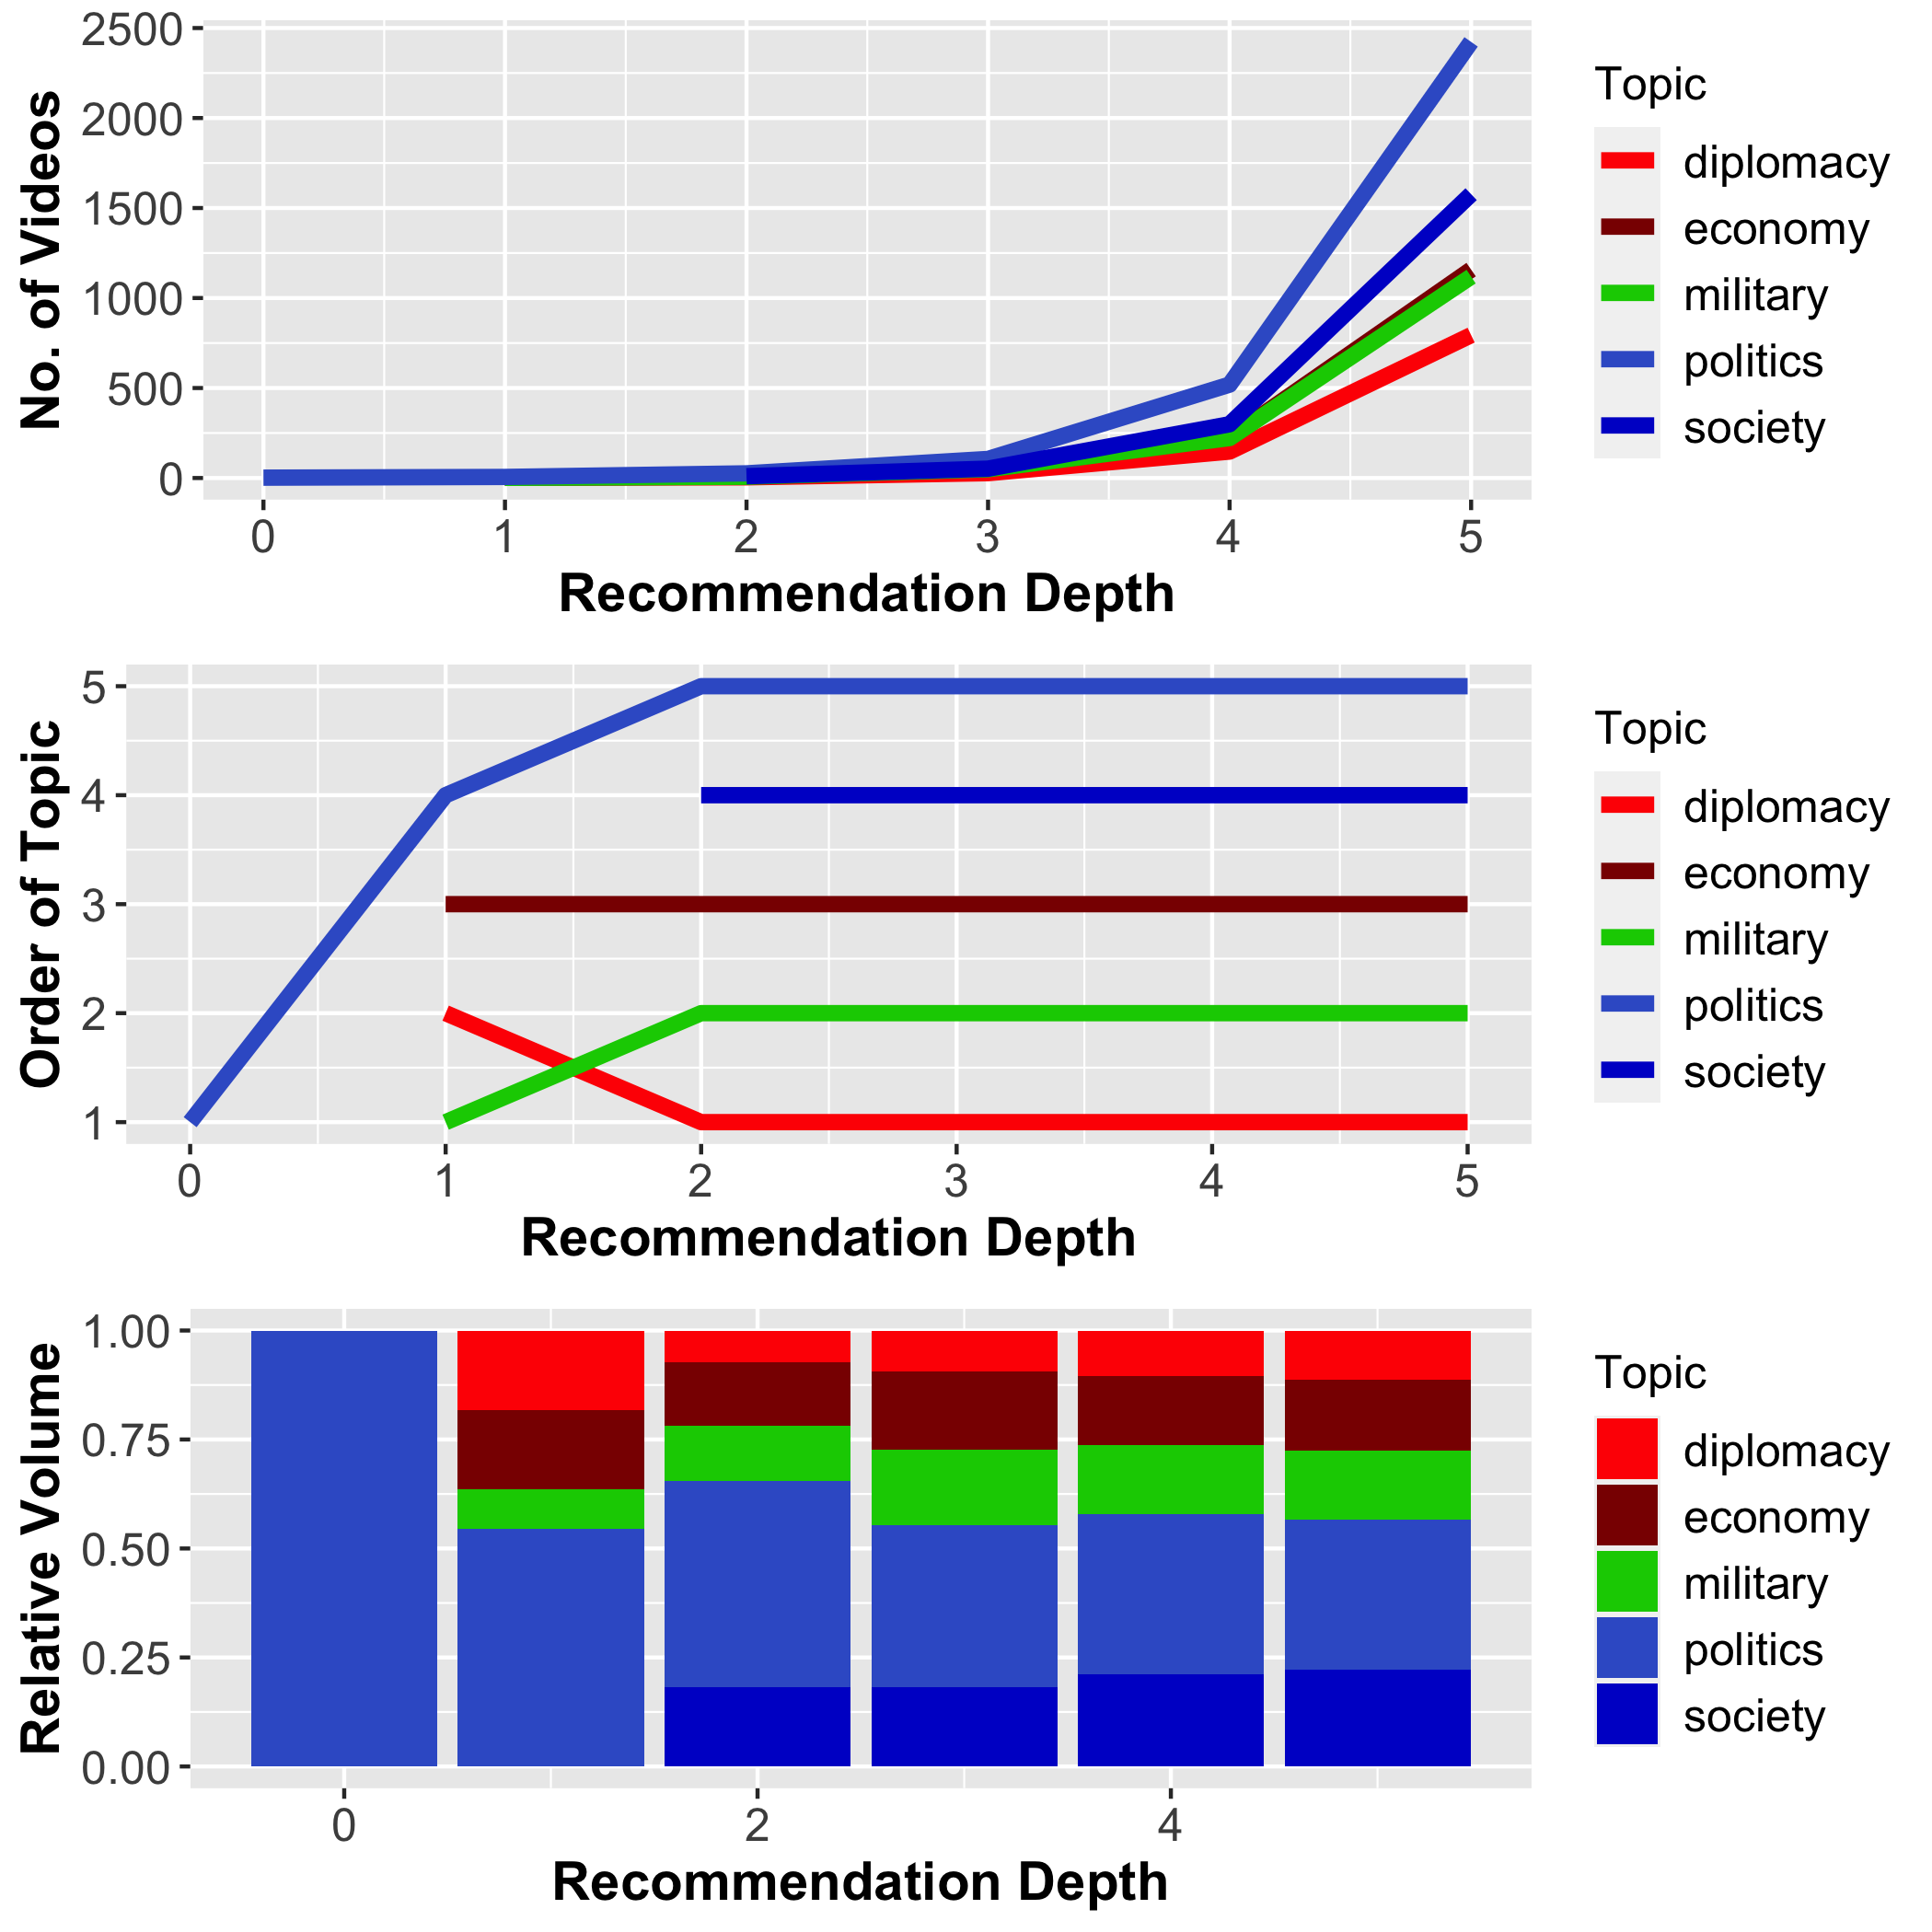 No. of Videos
2500
2000
1500
1000
500
0
0 1 2 3 4 5
Recommendation Depth
Topic
diplomacy
economy
military
politics
society
Order of Topic
5
4
3
2
1
0 1 2 3 4 5
Recommendation Depth
Topic
diplomacy
economy
military
politics
society
Relative Volume
1.00
0.75
0.50
0.25
0.00
0 2 4
Recommendation Depth
Topic
diplomacy
economy
military
politics
society